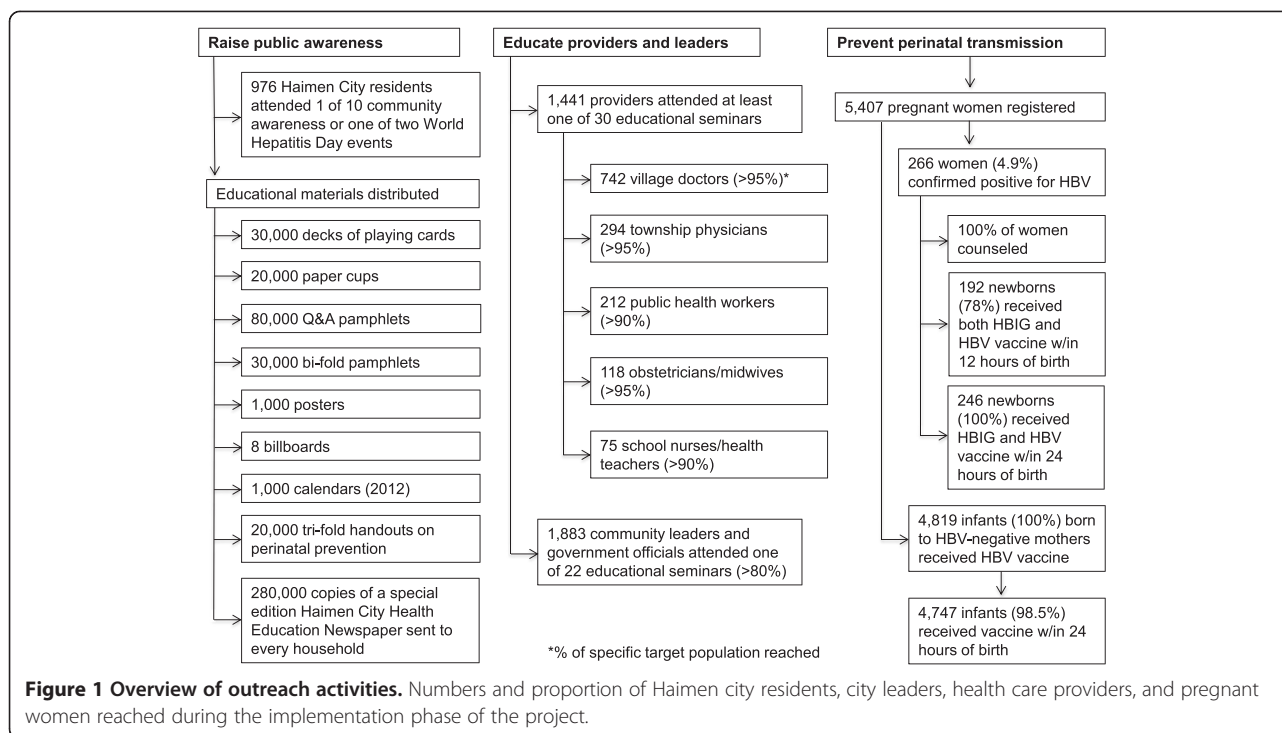 Raise public awareness
976 Haimen City residents
attended 1 of 10 community
awareness or one of two World
Hepatitis Day events
Educational materials distributed
30,000 decks of playing cards
20,000 paper cups
80,000 Q&A pamphlets
30,000 bi-fold pamphlets
1,000 posters
8 billboards
1,000 calendars (2012)
20,000 tri-fold handouts on
perinatal prevention
280,000 copies of a special
edition Haimen City Health
Education Newspaper sent to
every household
Educate providers and leaders
1,441 providers attended at least
one of 30 educational seminars
742 village doctors (>95%)*
294 township physicians
(>95%)
212 public health workers
(>90%)
118 obstetricians/midwives
(>95%)
75 school nurses/health
teachers (>90%)
1,883 community leaders and
government officials attended one
of 22 educational seminars (>80%)
*% of specific target population reached
Prevent perinatal transmission
5,407 pregnant women registered
266 women (4.9%)
confirmed positive for HBV
100% of women
counseled
192 newborns
(78%) received
both HBIG and
HBV vaccine w/in
12 hours of birth
246 newborns
(100%) received
HBIG and HBV
vaccine w/in 24
hours of birth
4,819 infants (100%) born
to HBV-negative mothers
received HBV vaccine
4,747 infants (98.5%)
received vaccine w/in 24
hours of birth
Figure 1 Overview of outreach activities. Numbers and proportion of Haimen city residents, city leaders, health care providers, and pregnant
women reached during the implementation phase of the project.